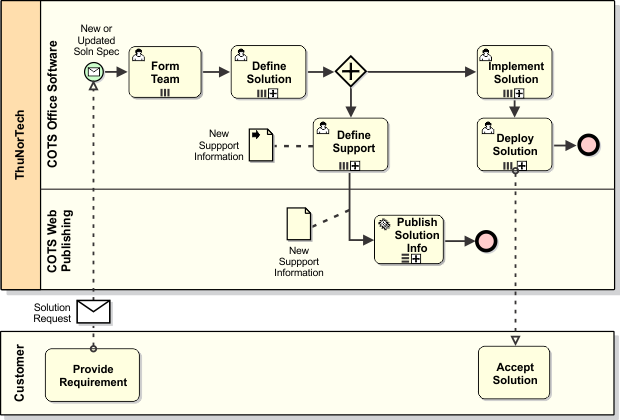 ThuNorTech
COTS Office Software
New or
Updated
Soln Spec
Form
Team
Define
Solution
Implement
Solution
New
Suppport
Information
Define
Support
Deploy
Solution
COTS Web
Publishing
New
Suppport
Information
Publish
Solution
Info
Solution
Request
Customer
Provide
Requirement
Accept
Solution